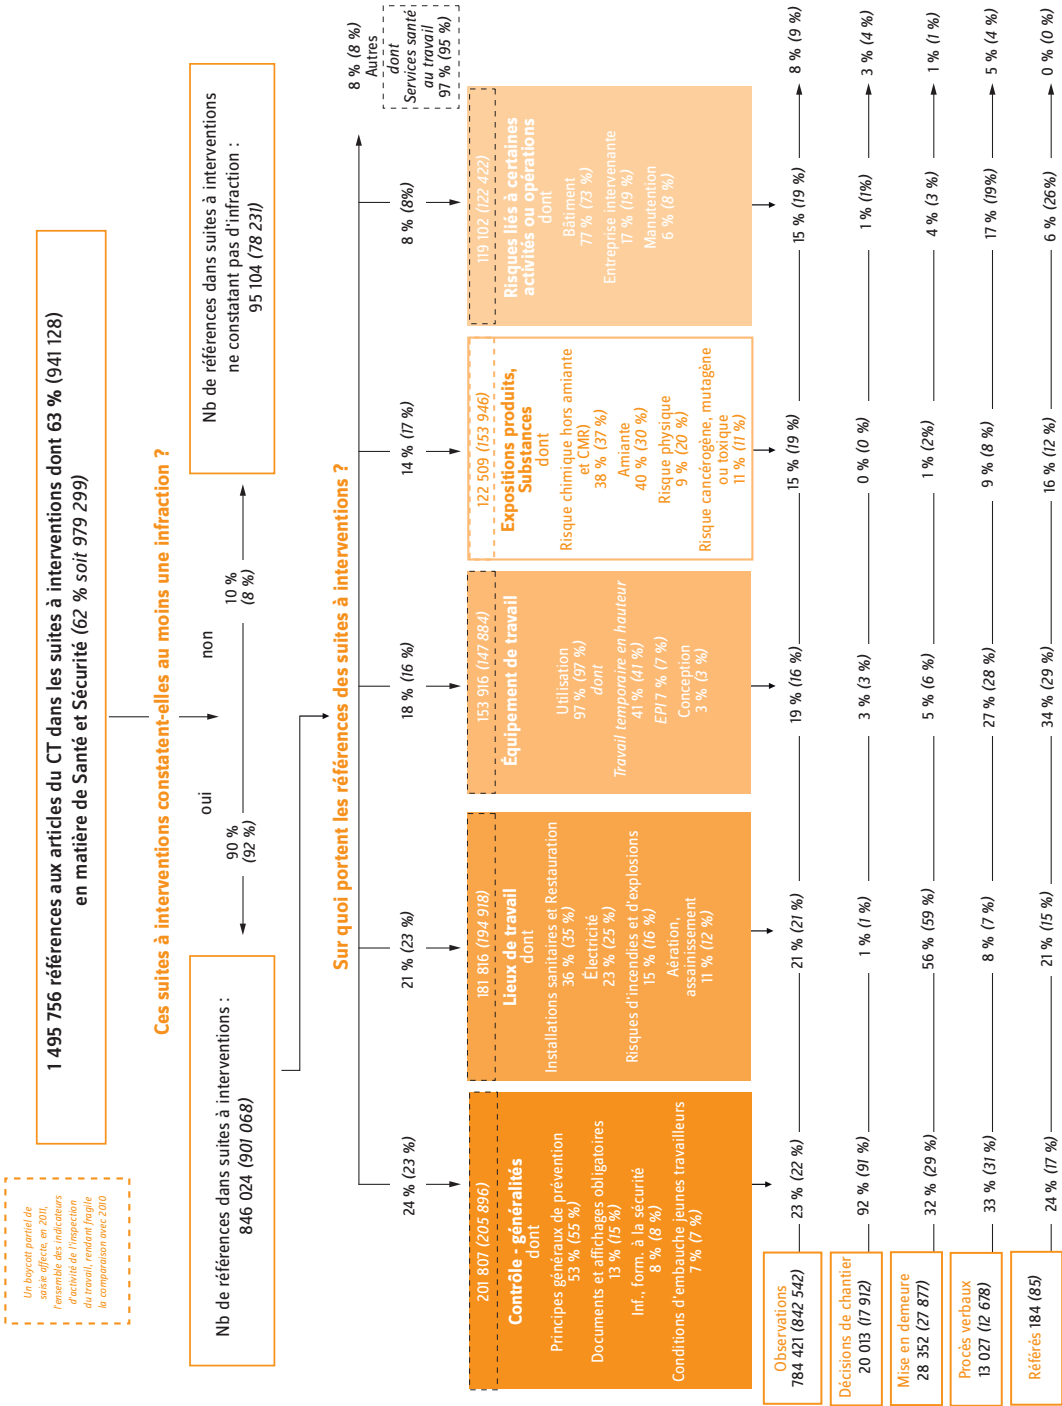 Un boycott partiel de
saisie affecte, en 2011,
l'ensemble des indicateurs
d'activité de l'inspection
du travail, rendant fragile
la comparaison avec 2010
1 495 756 références aux articles du CT dans les suites à interventions dont 63 % (941 128)
en matière de Santé et Sécurité (62 % soit 979 299)
Ces suites à interventions constatent-elles au moins une infraction ?
oui
non
90 %
(92 %)
10 %
(8 %)
Nb de références dans suites à interventions :
846 024 (901 068)
Nb de références dans suites à interventions
ne constatant pas d'infraction :
95 104 (78 231)
Sur quoi portent les références des suites à interventions ?
24 % (23 %)
21 % (23 %)
18 % (16 %)
14 % (17 %)
8 % (8%)
8 % (8 %)
Autres
dont
Services santé
au travail
97 % (95 %)
201 807 (205 896)
Contrôle - généralités
dont
Principes généraux de prévention
53 % (55 %)
Documents et affichages obligatoires
13 % (15 %)
Inf., form. à la sécurité
8 % (8 %)
Conditions d'embauche jeunes travailleurs
7 % (7 %)
181 816 (194 918)
Lieux de travail
dont
Installations sanitaires et Restauration
36 % (35 %)
Électricité
23 % (25 %)
Risques d'incendies et d'explosions
15 % (16 %)
Aération,
assainissement
11 % (12 %)
153 916 (147 884)
Équipement de travail
Utilisation
97 % (97 %)
dont
Travail temporaire en hauteur
41 % (41 %)
EPI 7 % (7 %)
Conception
3 % (3 %)
122 509 (153 946)
Expositions produits,
Substances
dont
Risque chimique hors amiante
et CMR)
38 % (37 %)
Amiante
40 % (30 %)
Risque physique
9 % (20 %)
Risque cancérogène, mutagène
ou toxique
11 % (11 %)
119 102 (122 422)
Risques liés à certaines
activités ou opérations
dont
Bâtiment
77 % (73 %)
Entreprise intervenante
17 % (19 %)
Manutention
6 % (8 %)
Observations
784 421 (842 542)
23 % (22 %)
21 % (21 %)
19 % (16 %)
15 % (19 %)
15 % (19 %)
8 % (9 %)
Décisions de chantier
20 013 (17 912)
92 % (91 %)
1 % (1 %)
3 % (3 %)
0 % (0 %)
1 % (1%)
3 % (4 %)
Mise en demeure
28 352 (27 877)
32 % (29 %)
56 % (59 %)
5 % (6 %)
1 % (2%)
4 % (3 %)
1 % (1 %)
Procès verbaux
13 027 (12 678)
33 % (31 %)
8 % (7 %)
27 % (28 %)
9 % (8 %)
17 % (19%)
5 % (4 %)
Référés 184 (85)
24 % (17 %)
21 % (15 %)
34 % (29 %)
16 % (12 %)
6 % (26%)
0 % (0 %)